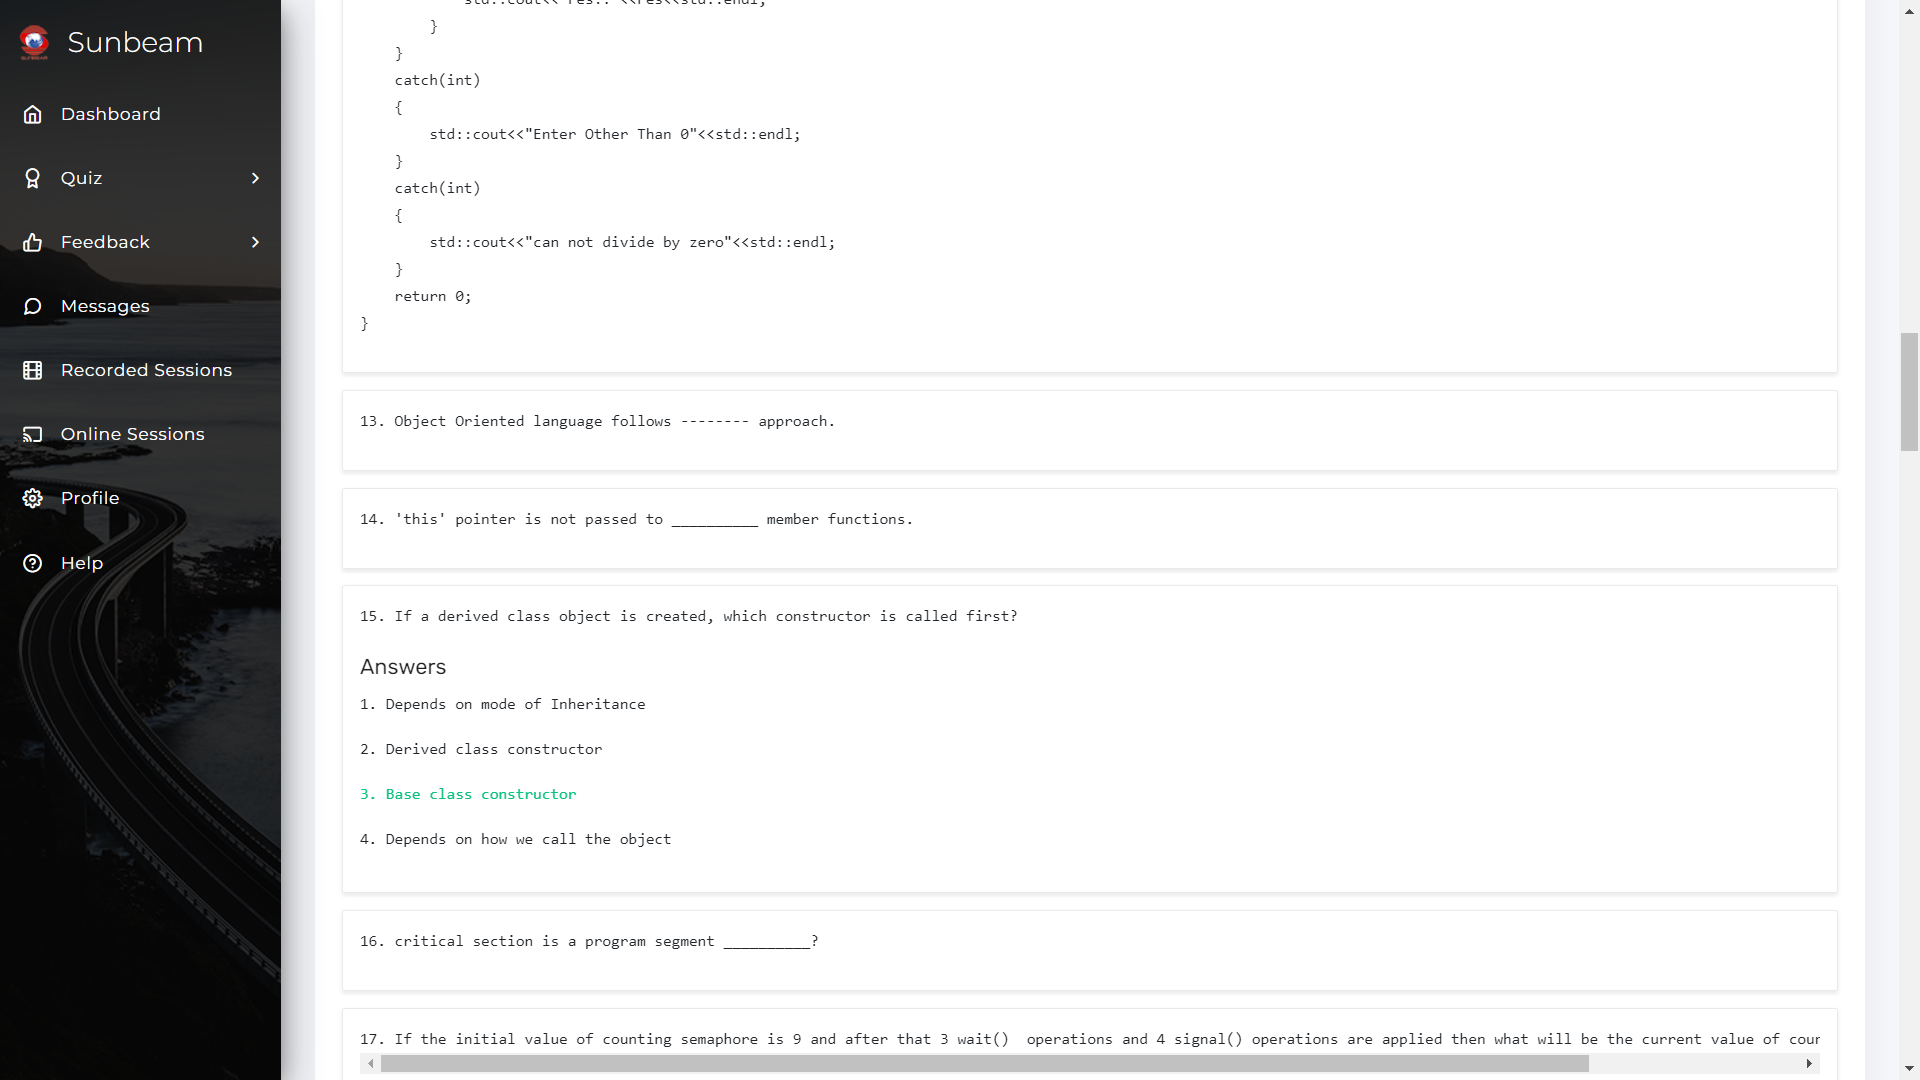 Sunbeam
Dashboard
Quiz
Feedback
Messages
Recorded Sessions
Online Sessions
Profile
Help
}
}
catch(int)
{
std::cout<<"Enter Other Than 0"<<std::endl;
}
catch(int)
{
std::cout<<"can not divide by zero"<<std::endl;
}
return 0;
}
13. Object Oriented language follows -------- approach.
14. 'this' pointer is not passed to __________ member functions.
15. If a derived class object is created, which constructor is called first?
Answers
1. Depends on mode of Inheritance
2. Derived class constructor
3. Base class constructor
4. Depends on how we call the object
16. critical section is a program segment __________?
17. If the initial value of counting semaphore is 9 and after that 3 wait()  operations and 4 signal() operations are applied then what will be the current value of cour